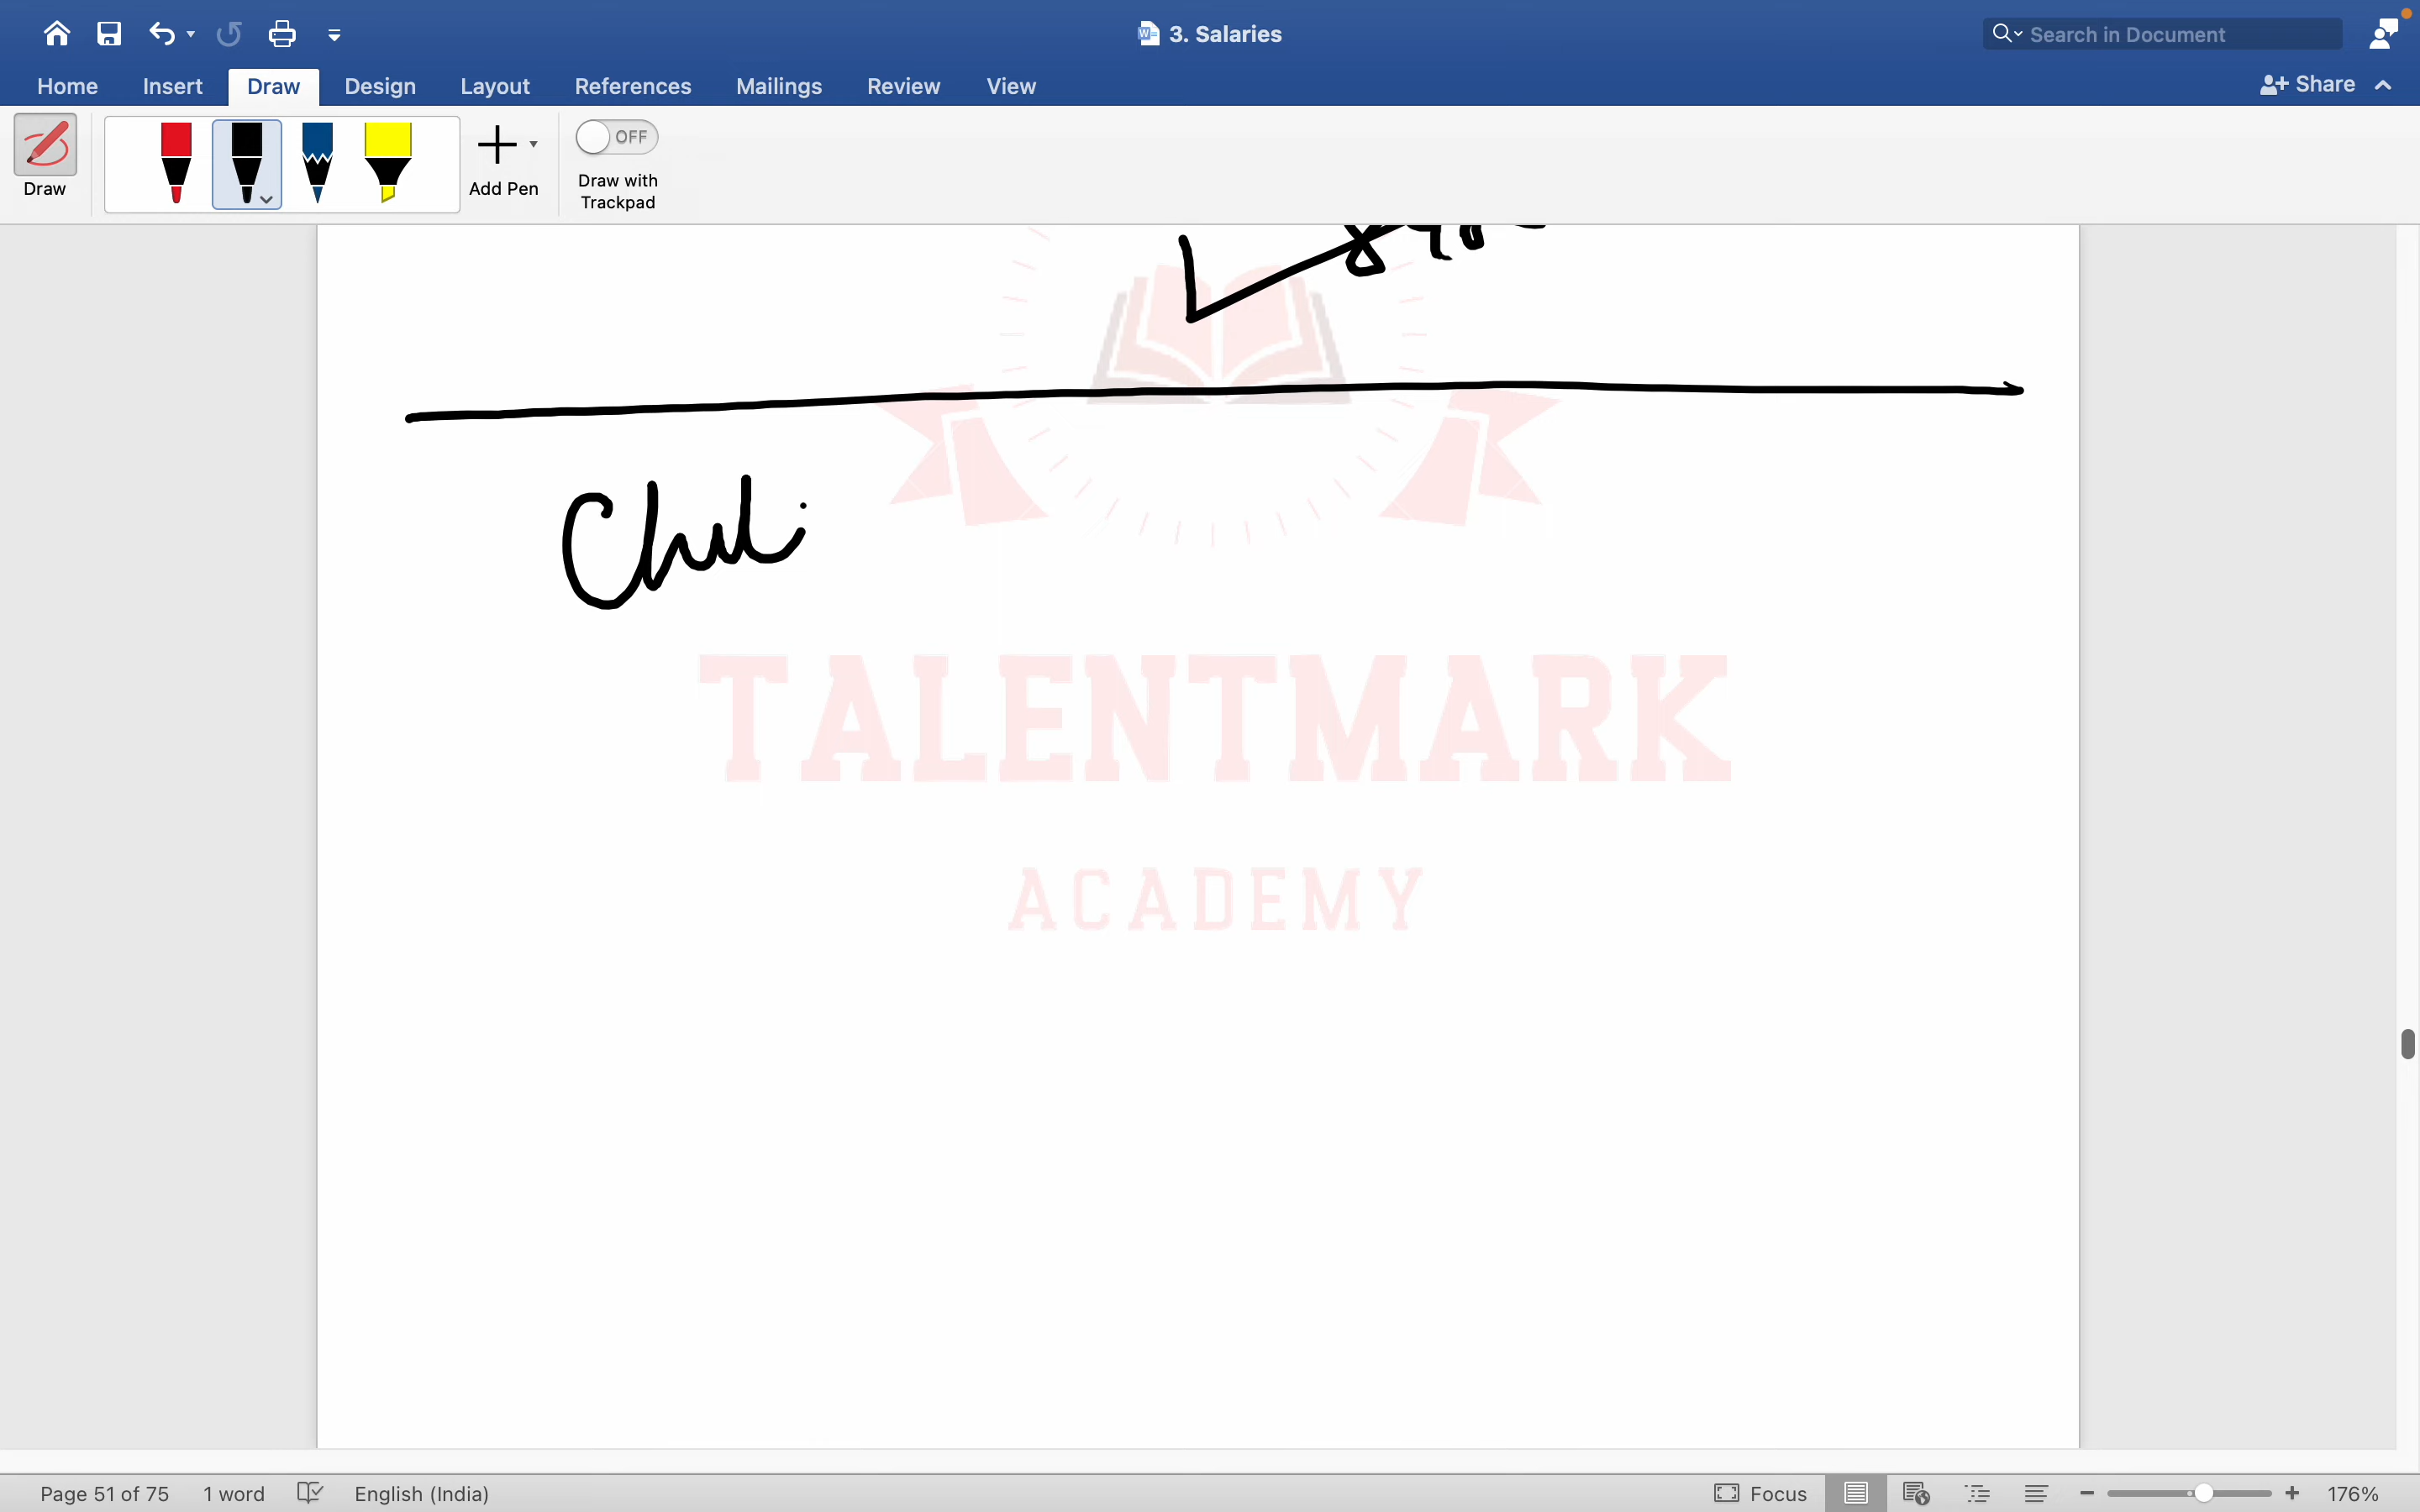 3. Salaries
Search in Document
Home Insert Draw Design Layout References Mailings Review View
Share
OFF
Draw
Add Pen
Draw with
Trackpad
TALENTMARK
ACADEMY
Page 51 of 75 1 word English (India)
Focus
176%